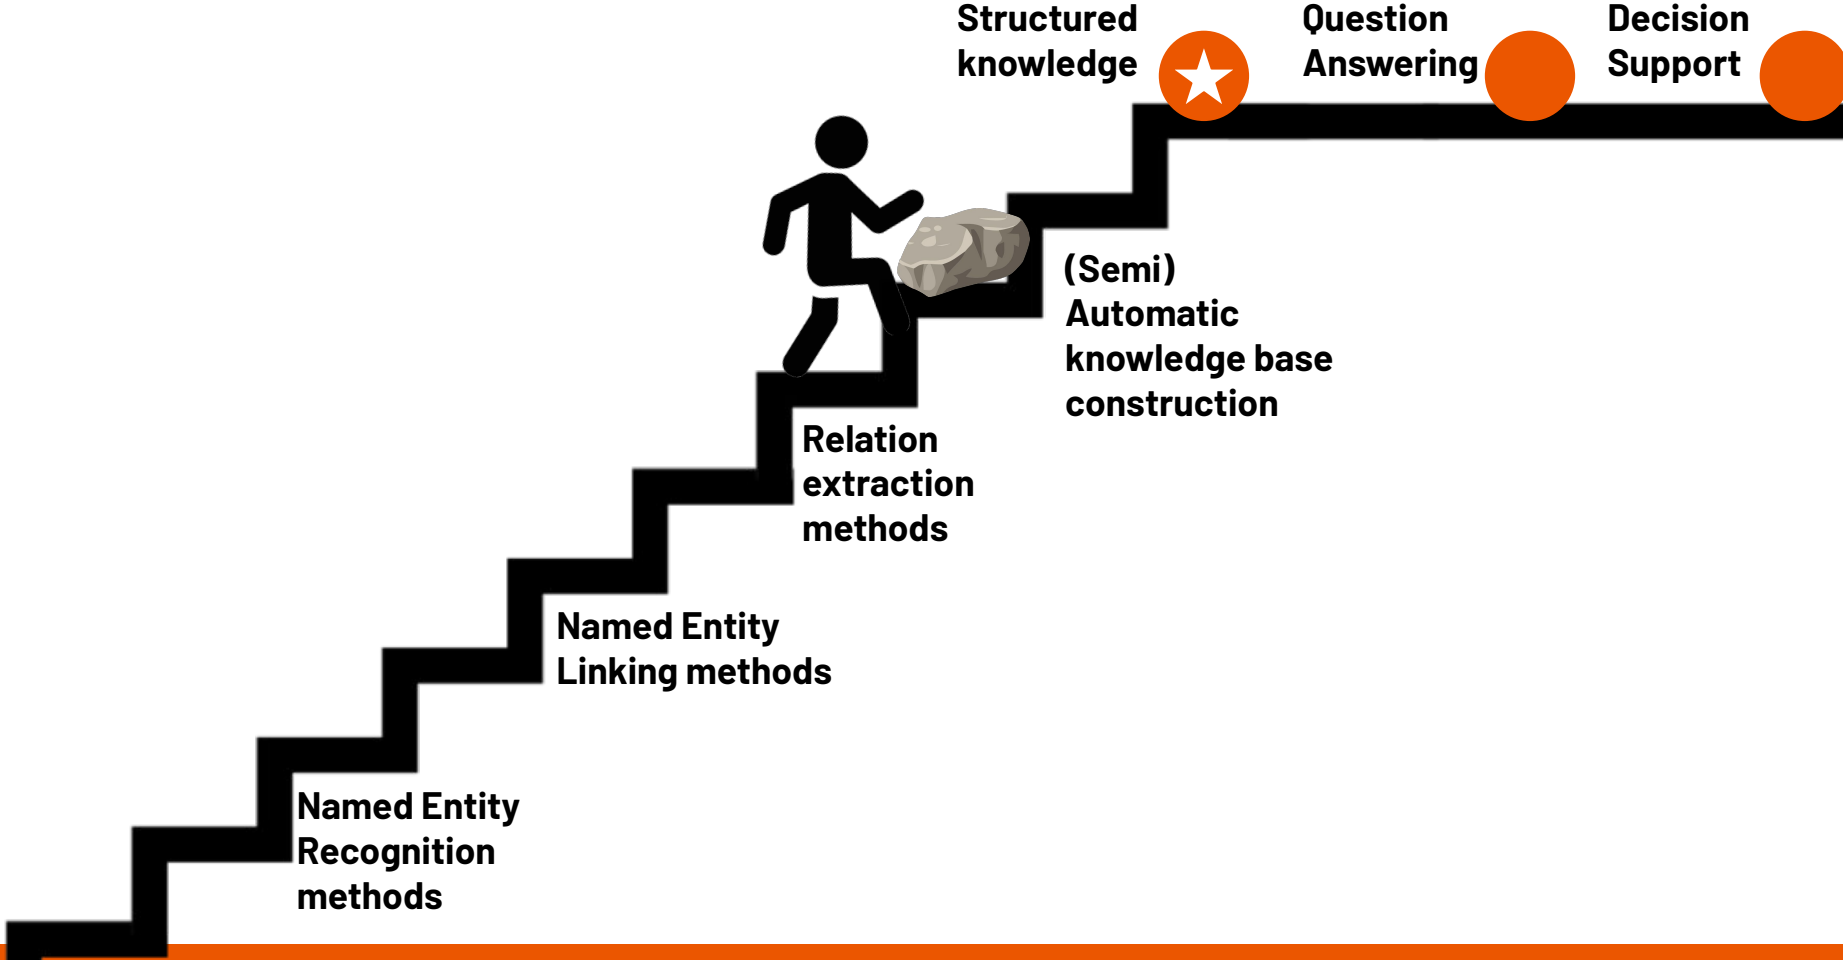 Structured
knowledge
Question
Answering
Decision
Support
(Semi)
Automatic
knowledge base
construction
Relation
extraction
methods
Named Entity
Linking methods
Named Entity
Recognition
methods